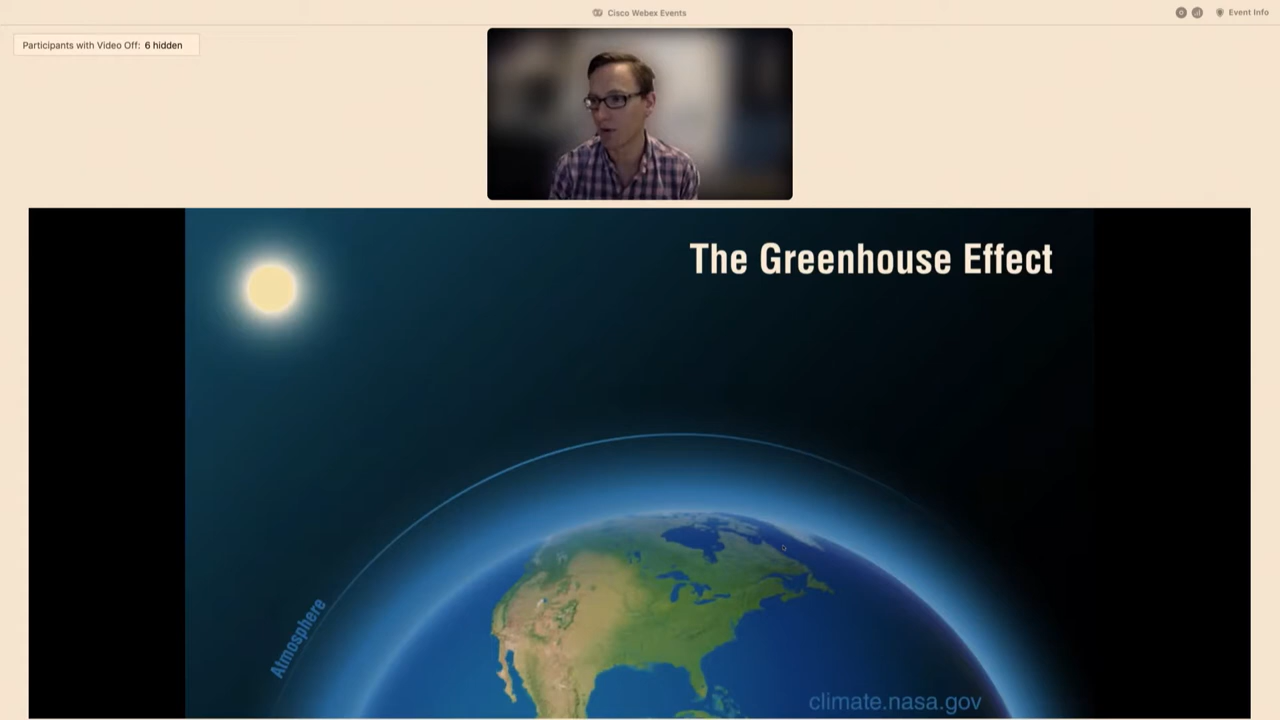 Cisco Webex Events
Event Info
Participants with Video Off: 6 hidden
The Greenhouse Effect
Atmosphere
climate.nasa.gov